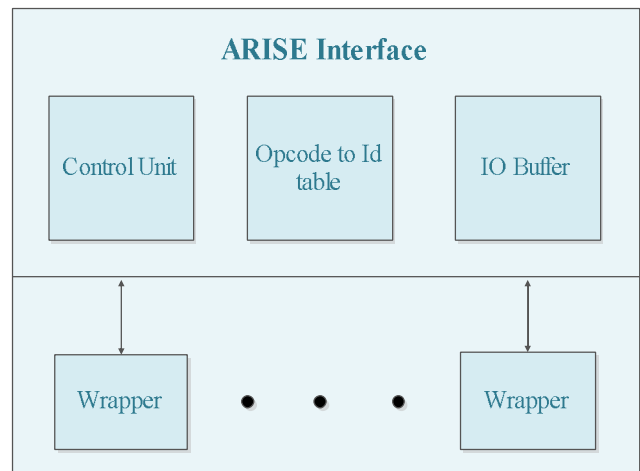 ARISE Interface
Control Unit
Opcode to Id
table
IO Buffer
Wrapper
Wrapper